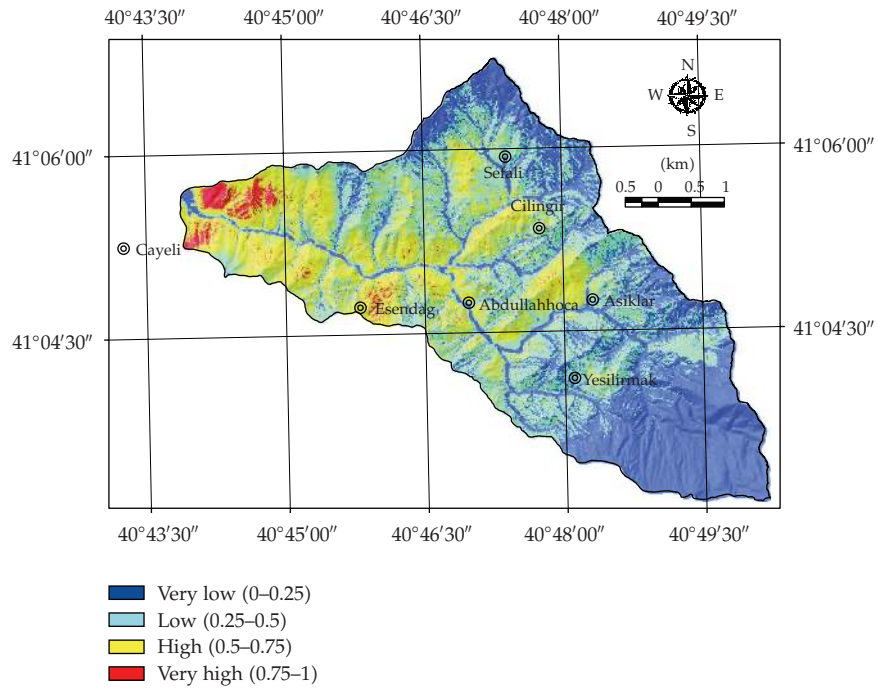 40°43′30″ 40°45′00″ 40°46′30″ 40°48′00″ 40°49′30″
N
W E
S
41°06′00″ 41°06′00″
(km)
0.5 0 0.5 1
Sefali
Cilingir
Cayeli
Esendag Abdullahhoca Asiklar
41°04′30″ 41°04′30″
Yesilirmak
40°43′30″ 40°45′00″ 40°46′30″ 40°48′00″ 40°49′30″
Very low (0–0.25)
Low (0.25–0.5)
High (0.5–0.75)
Very high (0.75–1)